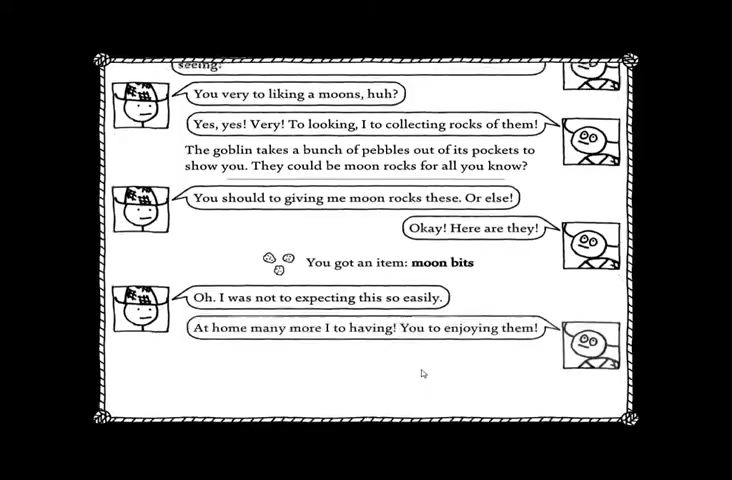 seeing?
You very to liking a moons, huh?
Yes, yes! Very! To looking, I to collecting rocks of them!
The goblin takes a bunch of pebbles out of its pockets to
show you. They could be moon rocks for all you know?
You should to giving me moon rocks these. Or else!
Okay! Here are they!
You got an item: moon bits
Oh. I was not to expecting this so easily.
At home many more I to having! You to enjoying them!